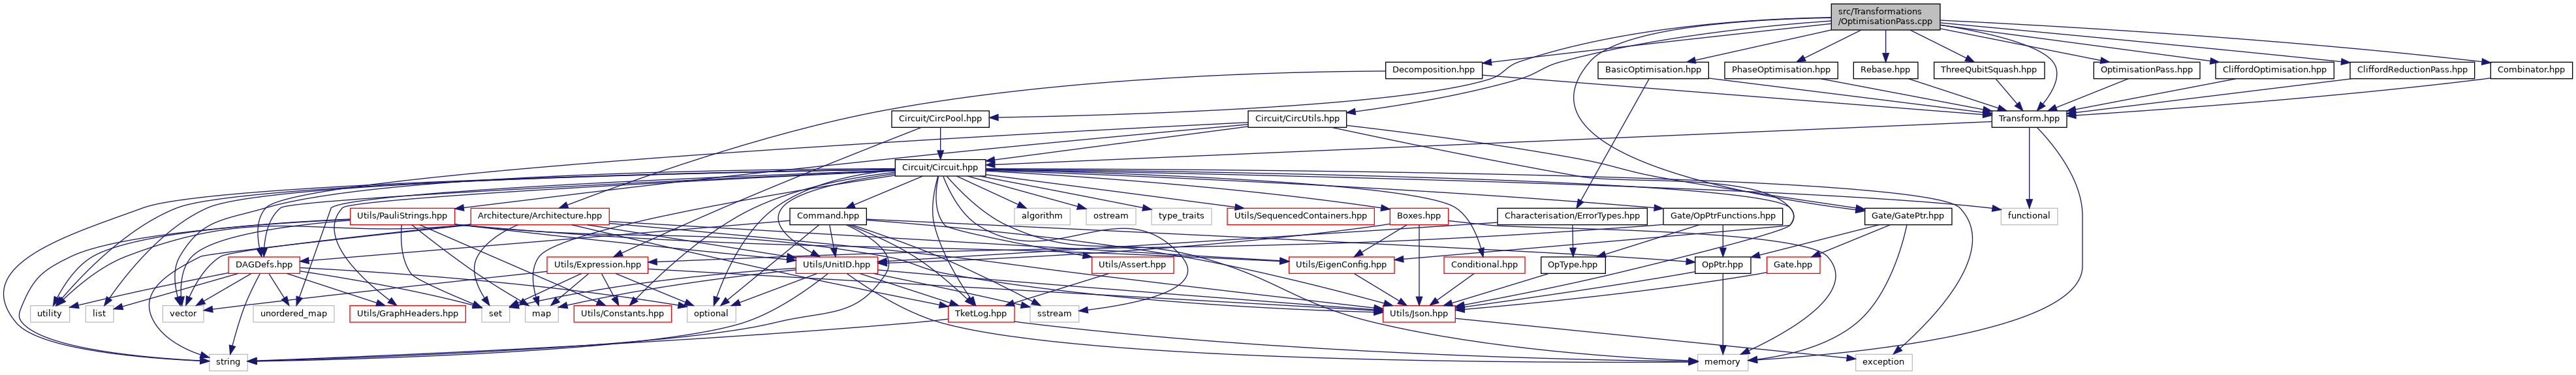 src/Transformations
/OptimisationPass.cpp
Decomposition.hpp
BasicOptimisation.hpp
PhaseOptimisation.hpp
Rebase.hpp
ThreeQubitSquash.hpp
OptimisationPass.hpp
CliffordOptimisation.hpp
CliffordReductionPass.hpp
Combinator.hpp
Circuit/CircPool.hpp
Circuit/CircUtils.hpp
Transform.hpp
Circuit/Circuit.hpp
Utils/PauliStrings.hpp
Architecture/Architecture.hpp
Command.hpp
algorithm
ostream
type_traits
Utils/SequencedContainers.hpp
Boxes.hpp
Characterisation/ErrorTypes.hpp
Gate/OpPtrFunctions.hpp
Gate/GatePtr.hpp
functional
DAGDefs.hpp
Utils/Expression.hpp
Utils/UnitID.hpp
Utils/Assert.hpp
Utils/EigenConfig.hpp
Conditional.hpp
OpType.hpp
OpPtr.hpp
Gate.hpp
utility
list
vector
unordered_map
Utils/GraphHeaders.hpp
set
map
Utils/Constants.hpp
optional
TketLog.hpp
sstream
Utils/Json.hpp
string
memory
exception